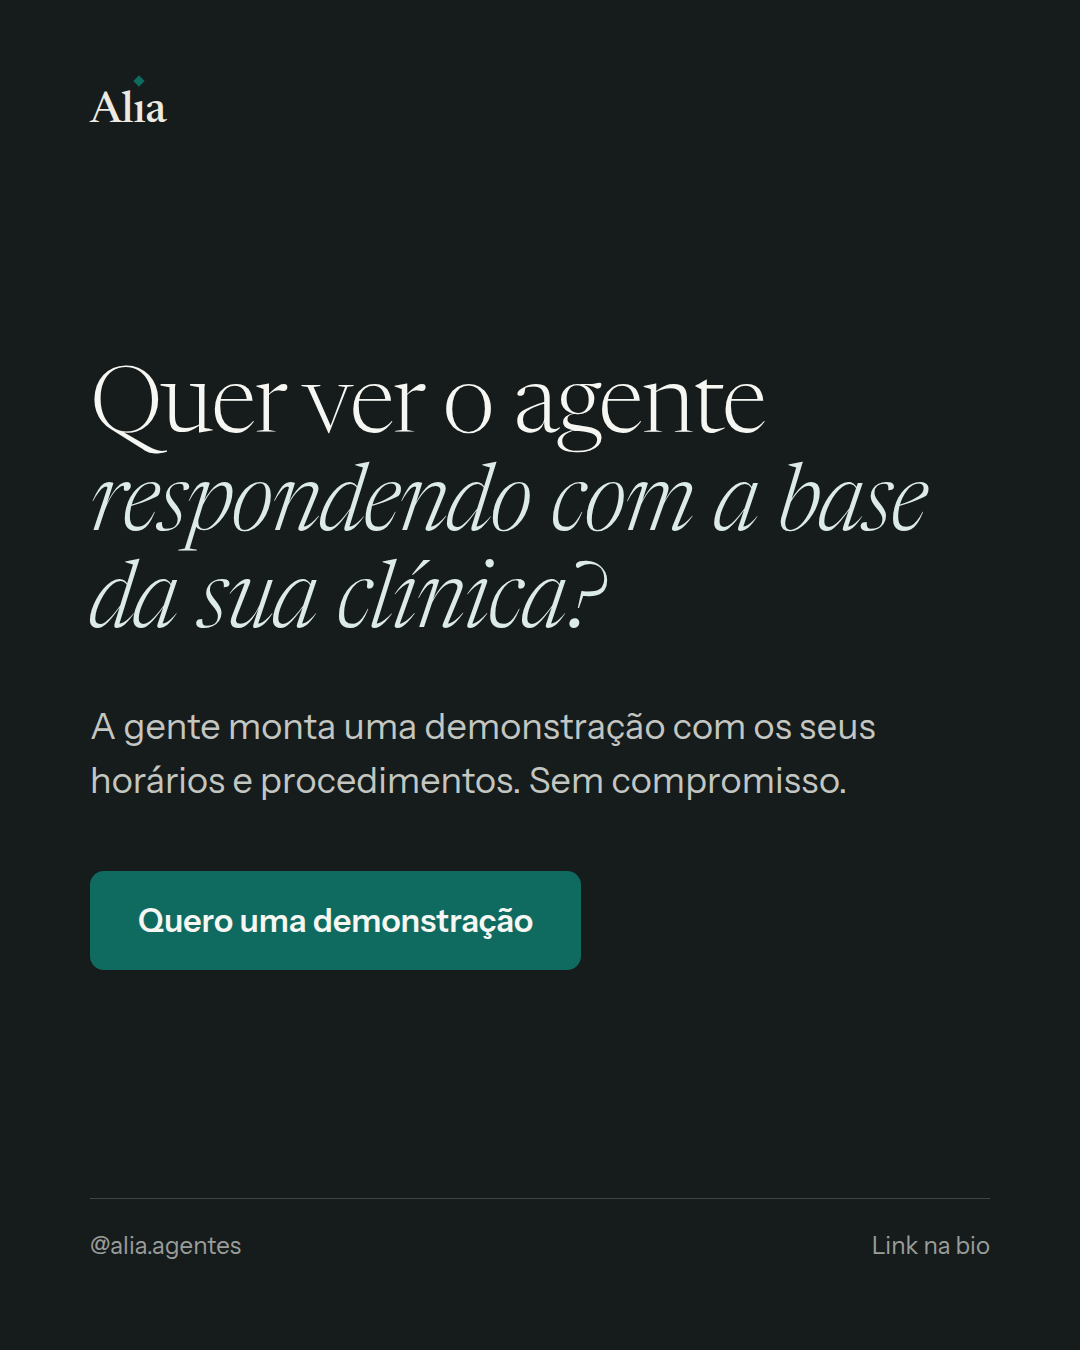 Alia
Quer ver o agente
respondendo com a base
da sua clínica?
A gente monta uma demonstração com os seus
horários e procedimentos. Sem compromisso.
Quero uma demonstração
@alia.agentes
Link na bio